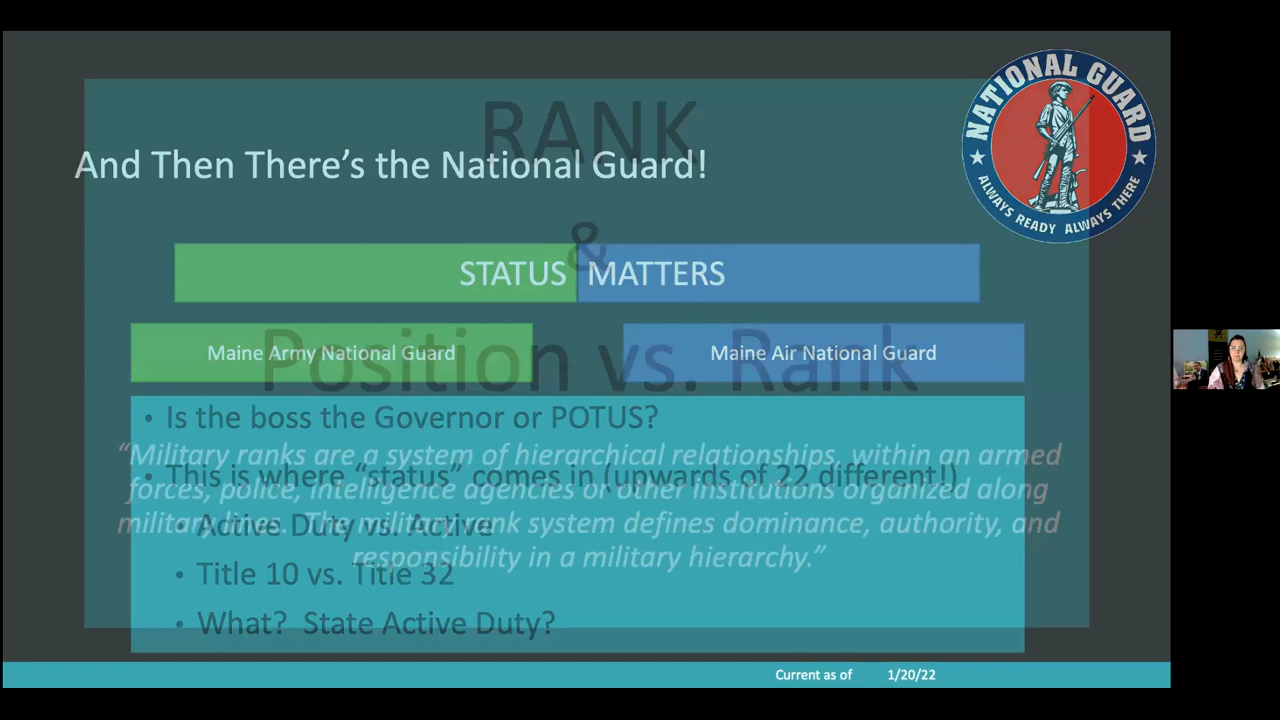 NATIONAL GUARD
ALWAYS READY ALWAYS THERE
RANK
And Then There's the National Guard!
&
STATUS MATTERS
Maine Army National Guard
Maine Air National Guard
Position vs. Rank
• Is the boss the Governor or POTUS?
“Military ranks are a system of hierarchical relationships, within an armed
• This is where “status” comes in (upwards of 22 different!)
forces, police, intelligence agencies or other institutions organized along
• Active Duty vs. Active
military lines. The military rank system defines dominance, authority, and
responsibility in a military hierarchy.”
• Title 10 vs. Title 32
• What? State Active Duty?
Current as of 1/20/22